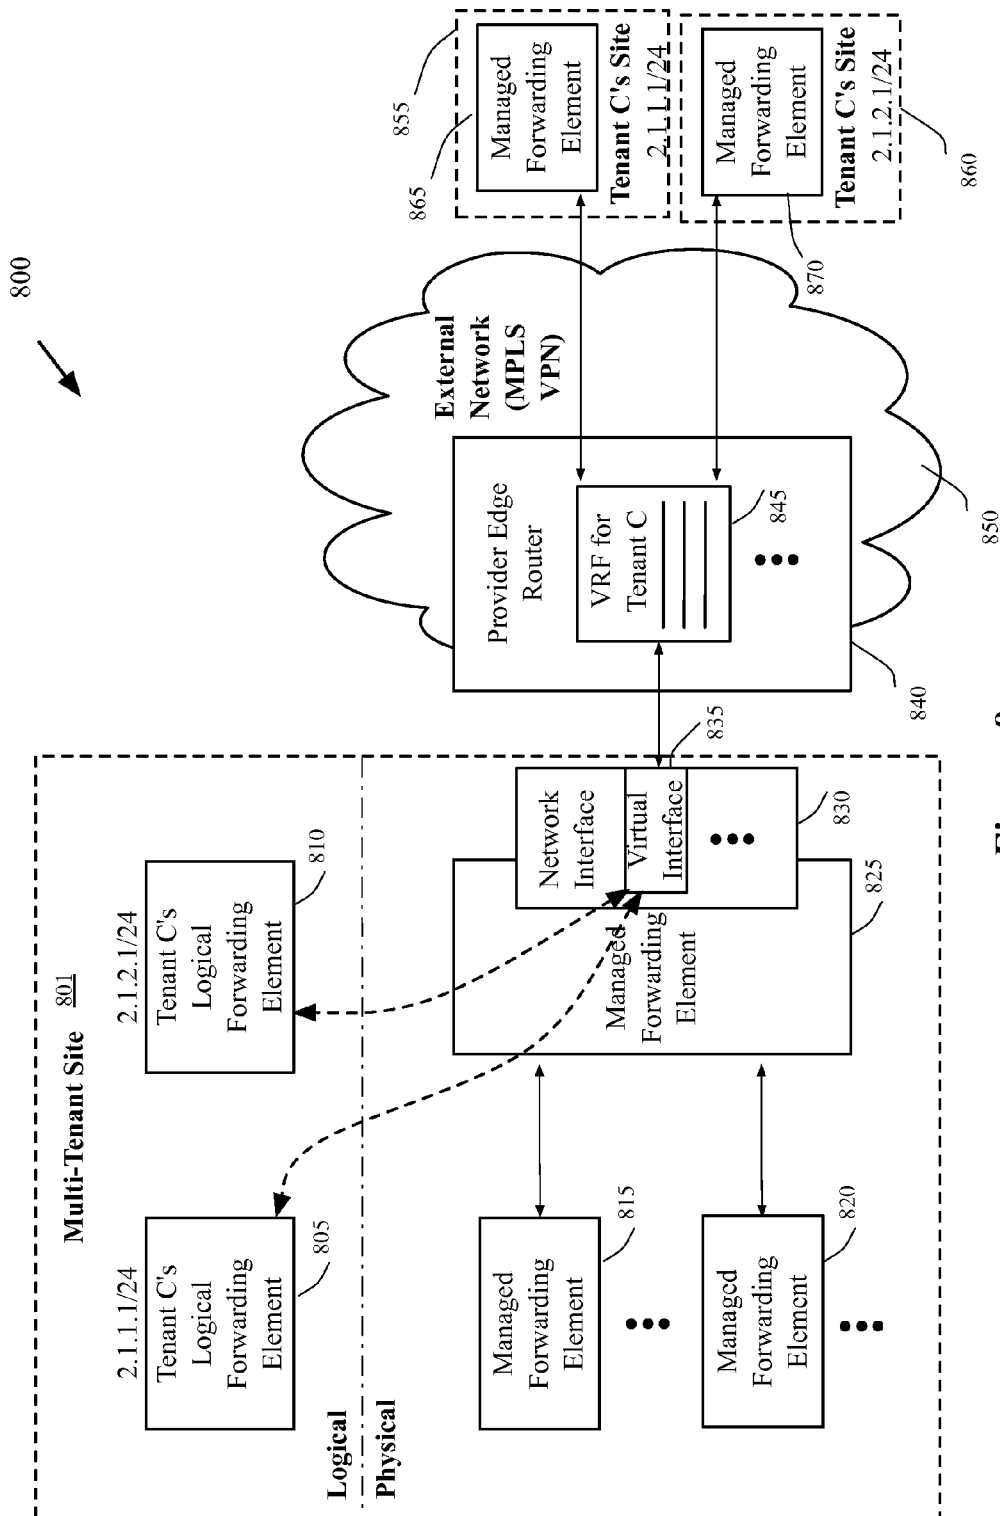 800
Multi-Tenant Site 801
2.1.1.1/24
Tenant C's
Logical
Forwarding
Element
805
2.1.2.1/24
Tenant C's
Logical
Forwarding
Element
810
Logical
Physical
Managed
Forwarding
Element
815
Managed
Forwarding
Element
820
Managed
Forwarding
Element
825
Network
Interface
Virtual
Interface
830
835
Provider Edge
Router
VRF for
Tenant C
845
840
External
Network
(MPLS
VPN)
850
855
865
Managed
Forwarding
Element
Tenant C's Site
2.1.1.1/24
Managed
Forwarding
Element
870
Tenant C's Site
2.1.2.1/24
860